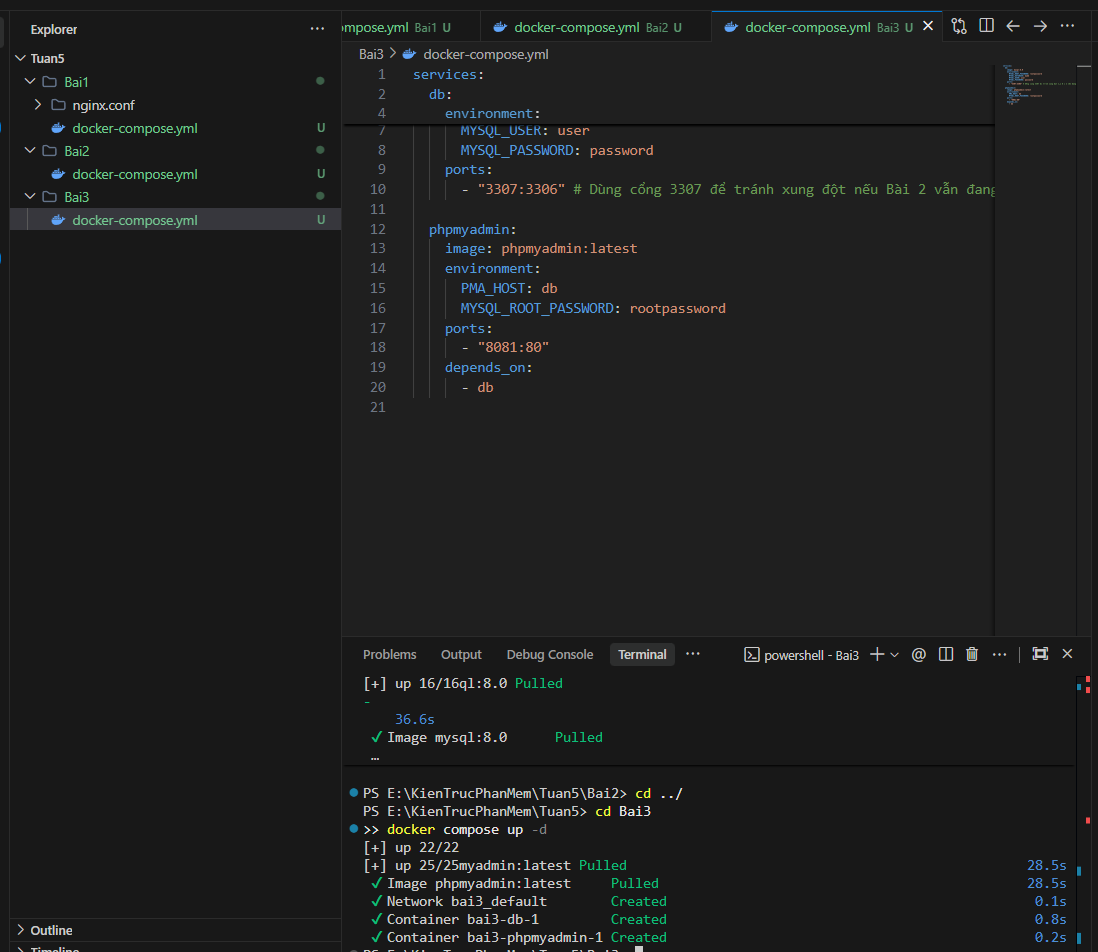 Explorer
Tuan5
Bai1
nginx.conf
docker-compose.yml U
Bai2
docker-compose.yml U
Bai3
docker-compose.yml U
Outline
mpose.yml Bai1 U
docker-compose.yml Bai2 U
docker-compose.yml Bai3 U
Bai3 > docker-compose.yml
1 services:
2 db:
4 environment:
7 MYSQL_USER: user
8 MYSQL_PASSWORD: password
9 ports:
10 - "3307:3306" # Dùng cổng 3307 để tránh xung đột nếu Bài 2 vẫn đang
11
12 phpmyadmin:
13 image: phpmyadmin:latest
14 environment:
15 PMA_HOST: db
16 MYSQL_ROOT_PASSWORD: rootpassword
17 ports:
18 - "8081:80"
19 depends_on:
20 - db
21
Problems Output Debug Console Terminal
powershell - Bai3
[+] up 16/16ql:8.0 Pulled
-
36.6s
✓ Image mysql:8.0 Pulled
…
PS E:\KienTrucPhanMem\Tuan5\Bai2> cd ../
PS E:\KienTrucPhanMem\Tuan5> cd Bai3
>> docker compose up -d
[+] up 22/22
[+] up 25/25myadmin:latest Pulled 28.5s
✓ Image phpmyadmin:latest Pulled 28.5s
✓ Network bai3_default Created 0.1s
✓ Container bai3-db-1 Created 0.8s
✓ Container bai3-phpmyadmin-1 Created 0.2s